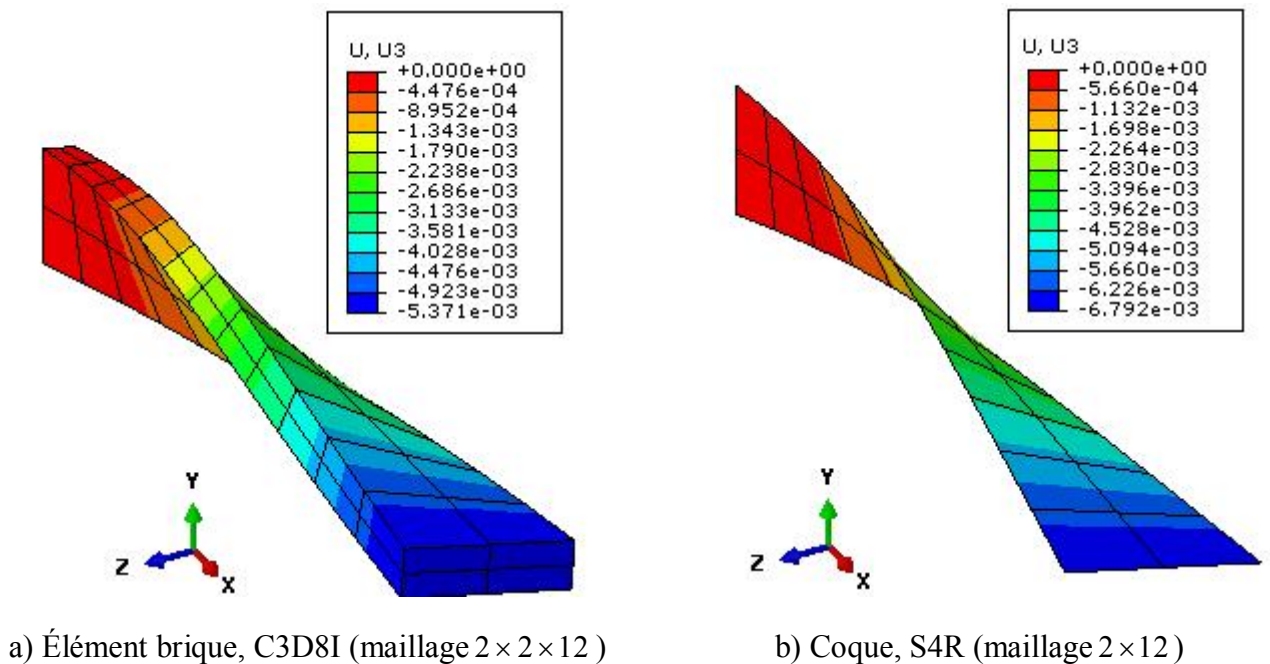 U, U3
+0.000e+00
-4.476e-04
-8.952e-04
-1.343e-03
-1.790e-03
-2.238e-03
-2.686e-03
-3.133e-03
-3.581e-03
-4.028e-03
-4.476e-03
-4.923e-03
-5.371e-03
Y
Z
X
U, U3
+0.000e+00
-5.660e-04
-1.132e-03
-1.698e-03
-2.264e-03
-2.830e-03
-3.396e-03
-3.962e-03
-4.528e-03
-5.094e-03
-5.660e-03
-6.226e-03
-6.792e-03
Y
Z
X
a) Élément brique, C3D8I (maillage 2 × 2 × 12 )
b) Coque, S4R (maillage 2 × 12 )